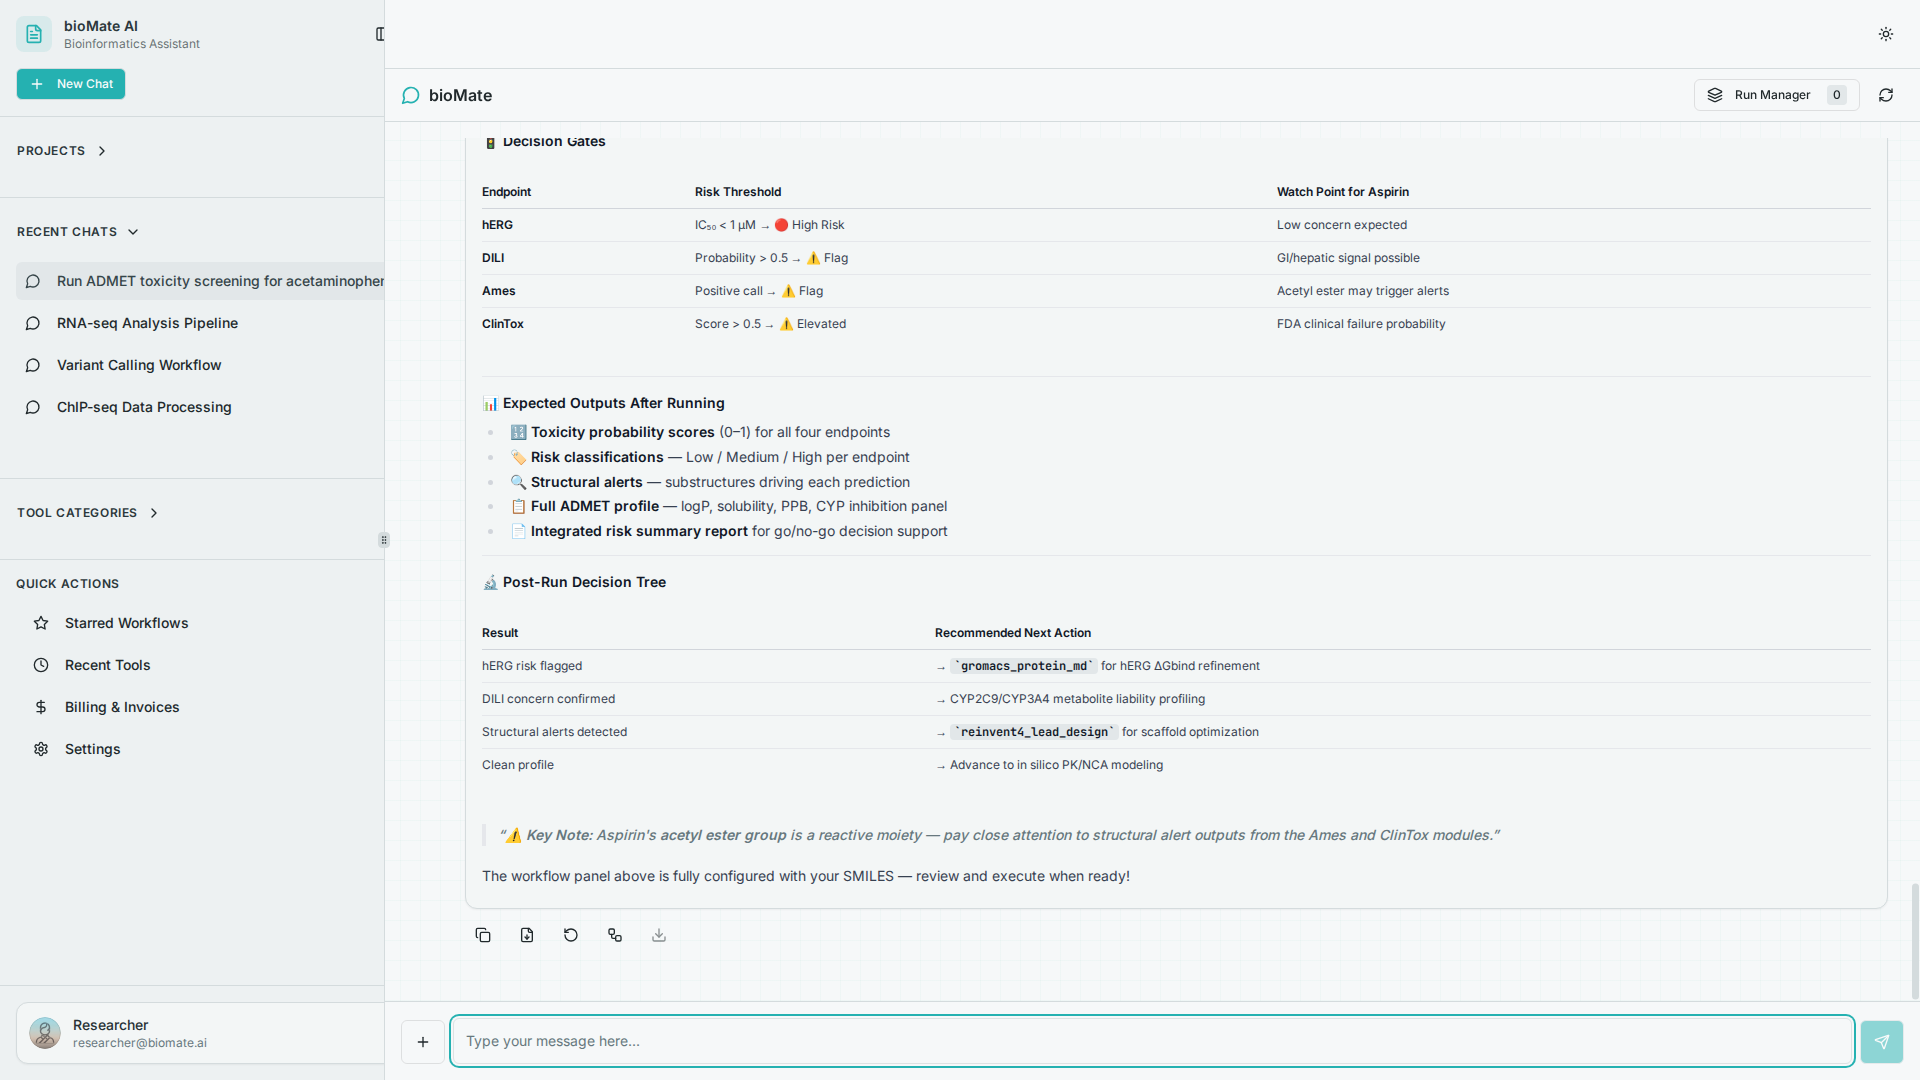 bioMate AI
Bioinformatics Assistant
New Chat
PROJECTS
RECENT CHATS
Run ADMET toxicity screening for acetaminophen
RNA-seq Analysis Pipeline
Variant Calling Workflow
ChIP-seq Data Processing
TOOL CATEGORIES
QUICK ACTIONS
Starred Workflows
Recent Tools
Billing & Invoices
Settings
Researcher
researcher@biomate.ai
bioMate
Run Manager 0
🚦 Decision Gates
Endpoint Risk Threshold Watch Point for Aspirin
hERG IC₅₀ < 1 µM → 🔴 High Risk Low concern expected
DILI Probability > 0.5 → ⚠️ Flag GI/hepatic signal possible
Ames Positive call → ⚠️ Flag Acetyl ester may trigger alerts
ClinTox Score > 0.5 → ⚠️ Elevated FDA clinical failure probability
📊 Expected Outputs After Running
🔢 Toxicity probability scores (0–1) for all four endpoints
🏷️ Risk classifications — Low / Medium / High per endpoint
🔍 Structural alerts — substructures driving each prediction
📋 Full ADMET profile — logP, solubility, PPB, CYP inhibition panel
📄 Integrated risk summary report for go/no-go decision support
🔬 Post-Run Decision Tree
Result Recommended Next Action
hERG risk flagged → `gromacs_protein_md` for hERG ΔGbind refinement
DILI concern confirmed → CYP2C9/CYP3A4 metabolite liability profiling
Structural alerts detected → `reinvent4_lead_design` for scaffold optimization
Clean profile → Advance to in silico PK/NCA modeling
“⚠️ Key Note: Aspirin's acetyl ester group is a reactive moiety — pay close attention to structural alert outputs from the Ames and ClinTox modules.”
The workflow panel above is fully configured with your SMILES — review and execute when ready!
Type your message here...